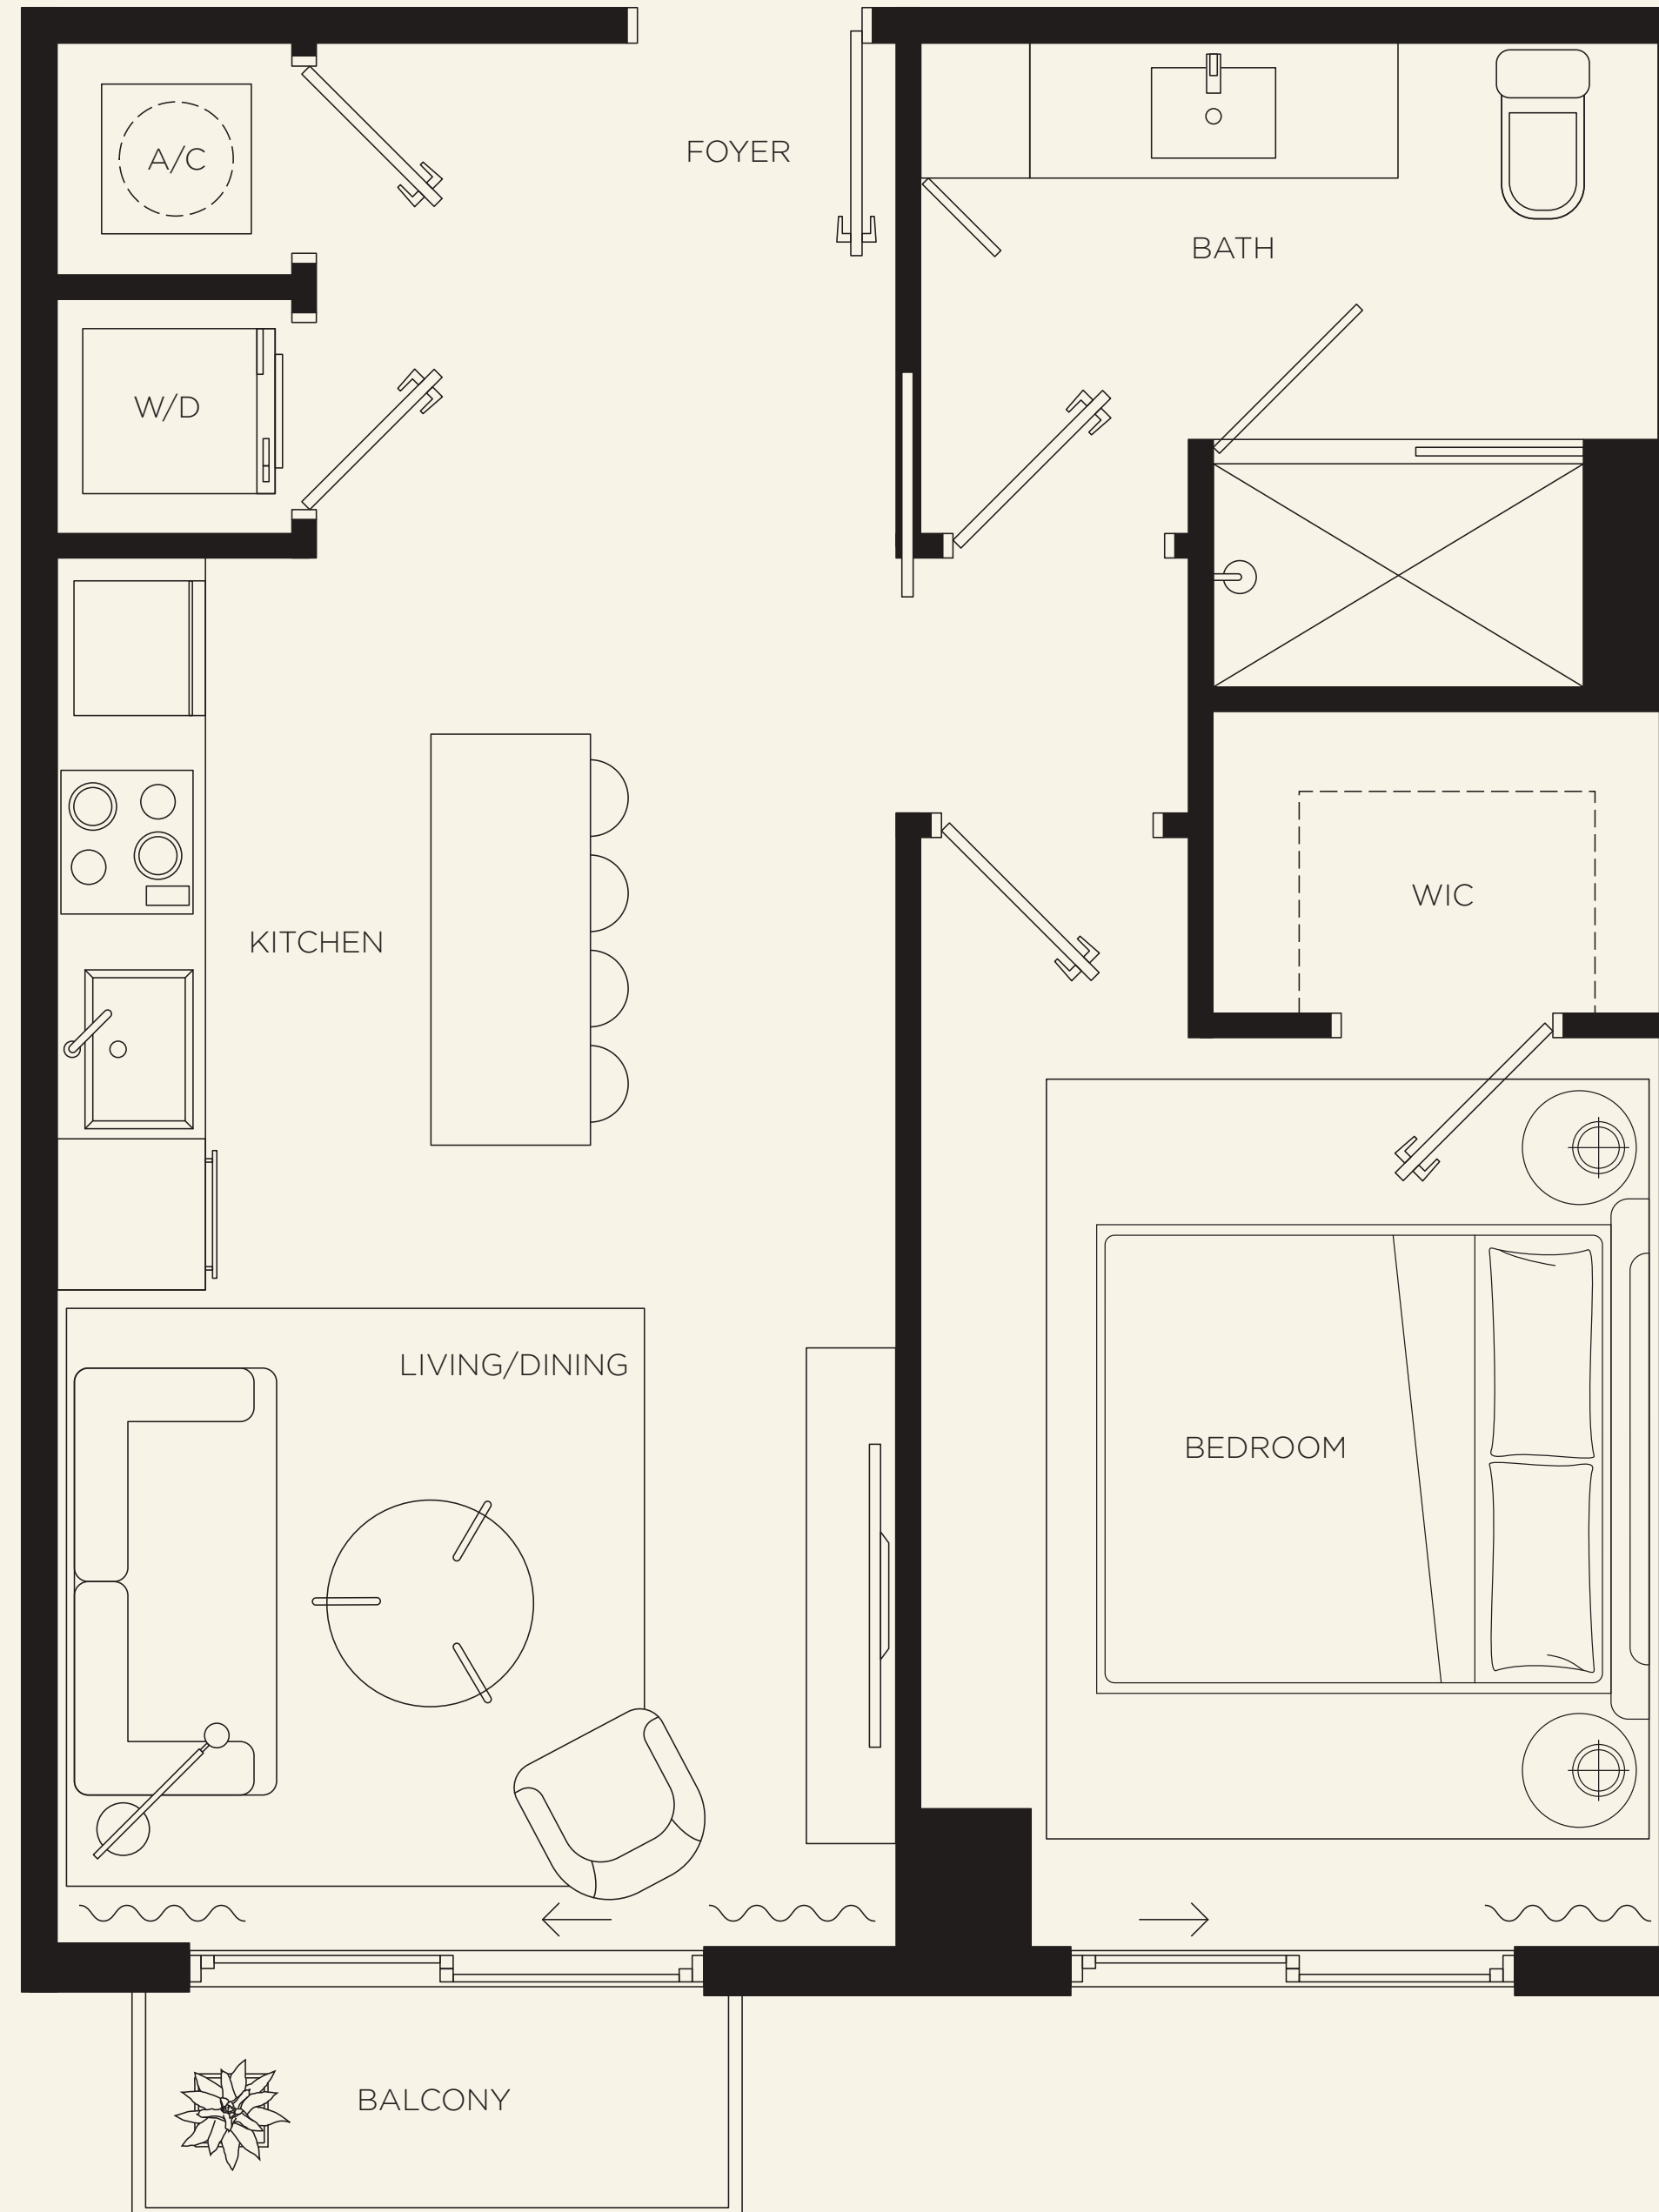 FOYER
A/C
BATH
W/D
WIC
KITCHEN
LIVING/DINING
BEDROOM
BALCONY